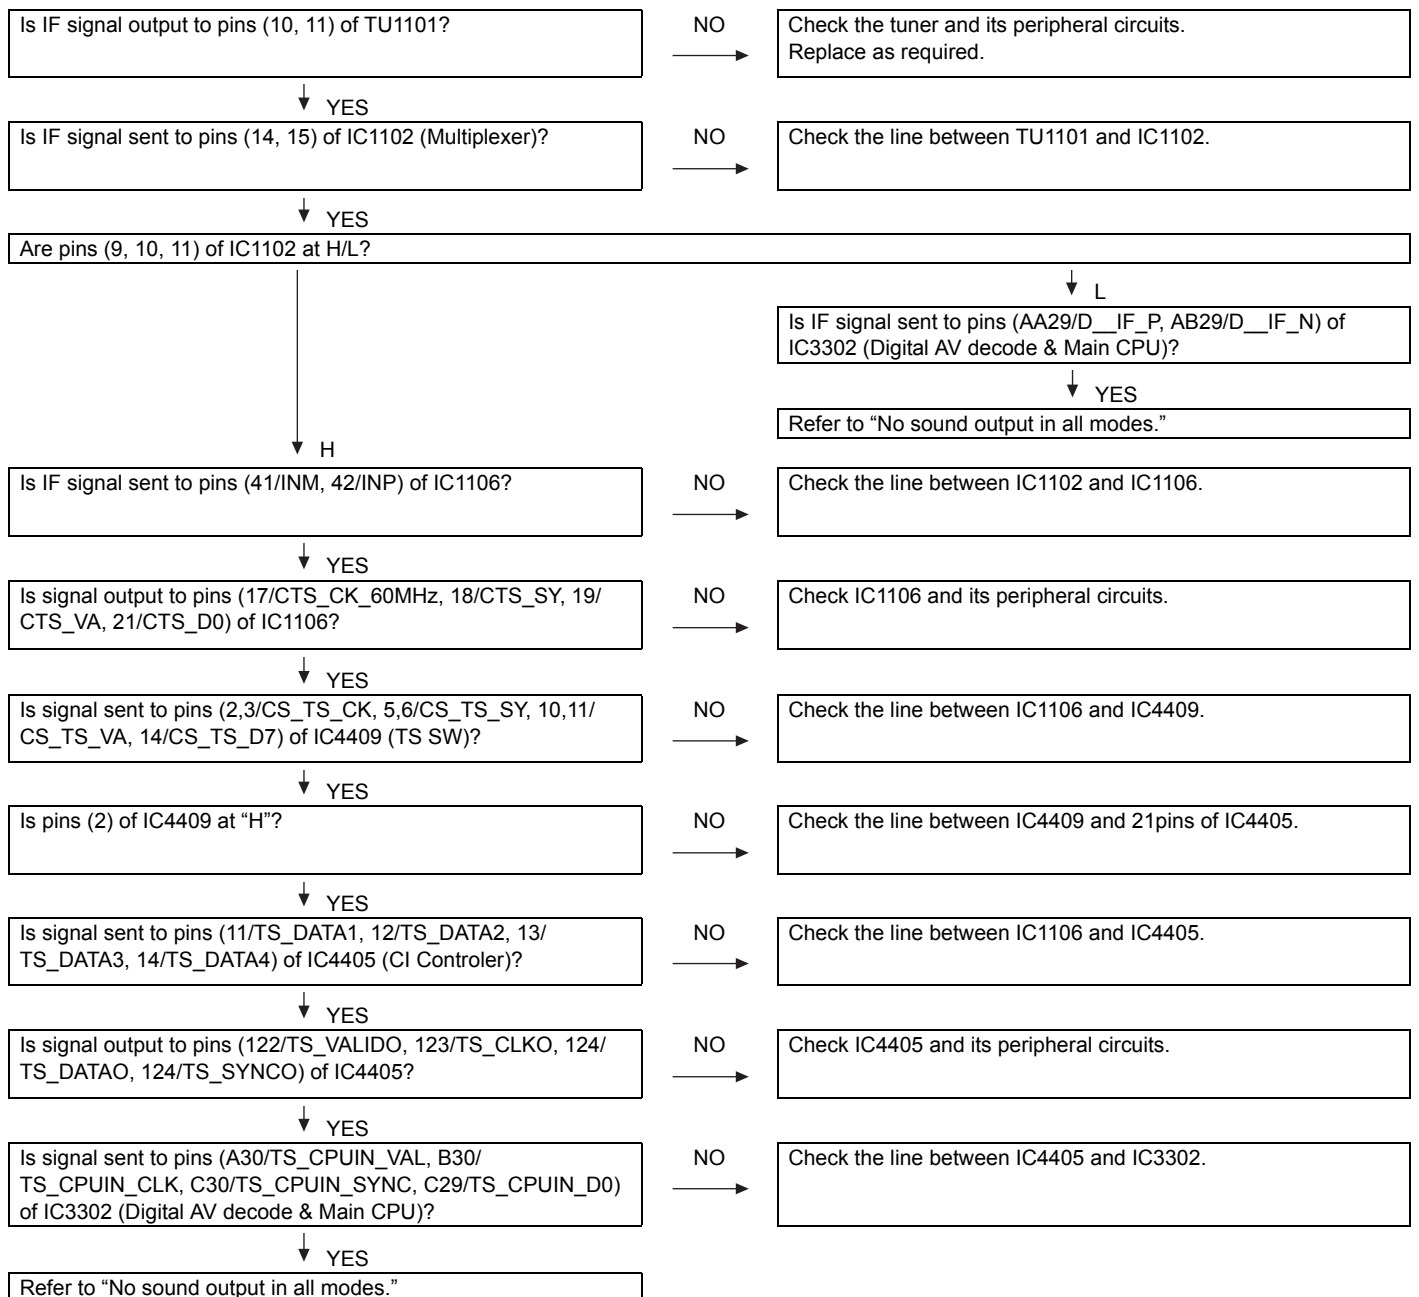 Is IF signal output to pins (10, 11) of TU1101?
NO
Check the tuner and its peripheral circuits.
Replace as required.
YES
Is IF signal sent to pins (14, 15) of IC1102 (Multiplexer)?
NO
Check the line between TU1101 and IC1102.
YES
Are pins (9, 10, 11) of IC1102 at H/L?
L
Is IF signal sent to pins (AA29/D__IF_P, AB29/D__IF_N) of
IC3302 (Digital AV decode & Main CPU)?
YES
Refer to “No sound output in all modes.”
H
Is IF signal sent to pins (41/INM, 42/INP) of IC1106?
NO
Check the line between IC1102 and IC1106.
YES
Is signal output to pins (17/CTS_CK_60MHz, 18/CTS_SY, 19/
CTS_VA, 21/CTS_D0) of IC1106?
NO
Check IC1106 and its peripheral circuits.
YES
Is signal sent to pins (2,3/CS_TS_CK, 5,6/CS_TS_SY, 10,11/
CS_TS_VA, 14/CS_TS_D7) of IC4409 (TS SW)?
NO
Check the line between IC1106 and IC4409.
YES
Is pins (2) of IC4409 at “H”?
NO
Check the line between IC4409 and 21pins of IC4405.
YES
Is signal sent to pins (11/TS_DATA1, 12/TS_DATA2, 13/
TS_DATA3, 14/TS_DATA4) of IC4405 (CI Controler)?
NO
Check the line between IC1106 and IC4405.
YES
Is signal output to pins (122/TS_VALIDO, 123/TS_CLKO, 124/
TS_DATAO, 124/TS_SYNCO) of IC4405?
NO
Check IC4405 and its peripheral circuits.
YES
Is signal sent to pins (A30/TS_CPUIN_VAL, B30/
TS_CPUIN_CLK, C30/TS_CPUIN_SYNC, C29/TS_CPUIN_D0)
of IC3302 (Digital AV decode & Main CPU)?
NO
Check the line between IC4405 and IC3302.
YES
Refer to “No sound output in all modes.”